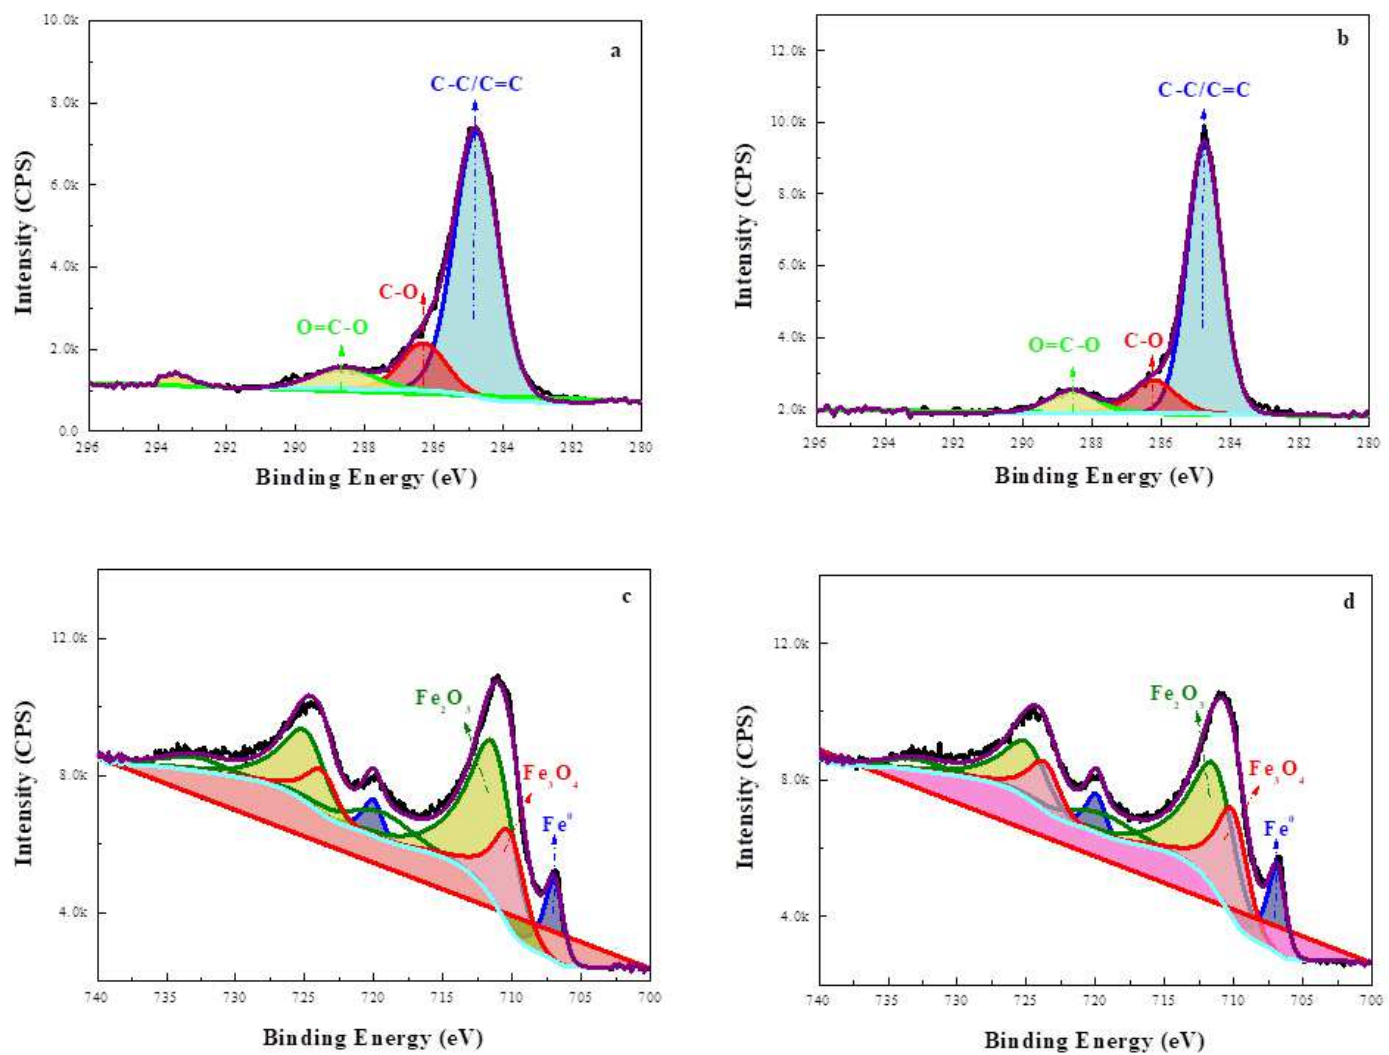 a
10.0k
8.0k
6.0k
4.0k
2.0k
0.0
Intensity (CPS)
C-C/C=C
C-O
O=C-O
296 294 292 290 288 286 284 282 280
Binding Energy (eV)
b
12.0k
10.0k
8.0k
6.0k
4.0k
2.0k
Intensity (CPS)
C-C/C=C
C-O
O=C-O
296 294 292 290 288 286 284 282 280
Binding Energy (eV)
c
12.0k
8.0k
4.0k
Intensity (CPS)
Fe₂O₃
Fe₃O₄
Fe⁰
740 735 730 725 720 715 710 705 700
Binding Energy (eV)
d
12.0k
8.0k
4.0k
Intensity (CPS)
Fe₂O₃
Fe₃O₄
Fe⁰
740 735 730 725 720 715 710 705 700
Binding Energy (eV)